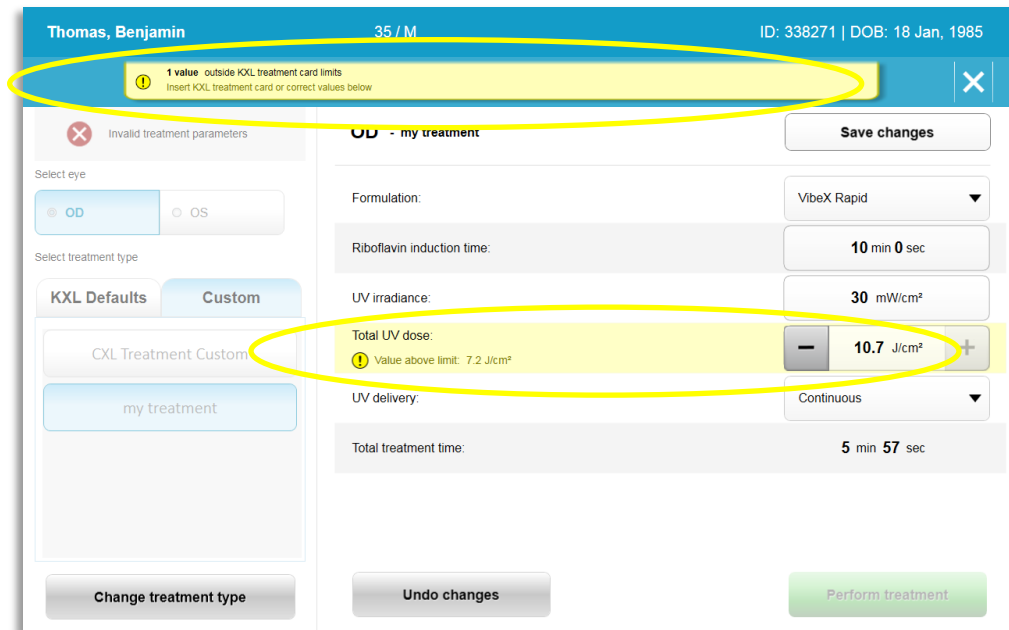 Thomas, Benjamin 35 / M ID: 338271 | DOB: 18 Jan, 1985
! 1 value outside KXL treatment card limits
Insert KXL treatment card or correct values below
Invalid treatment parameters
OD - my treatment
Save changes
Select eye
OD OS
Select treatment type
KXL Defaults Custom
CXL Treatment Custom
my treatment
Change treatment type
Formulation: VibeX Rapid
Riboflavin induction time: 10 min 0 sec
UV irradiance: 30 mW/cm²
Total UV dose: 10.7 J/cm²
! Value above limit: 7.2 J/cm²
UV delivery: Continuous
Total treatment time: 5 min 57 sec
Undo changes
Perform treatment